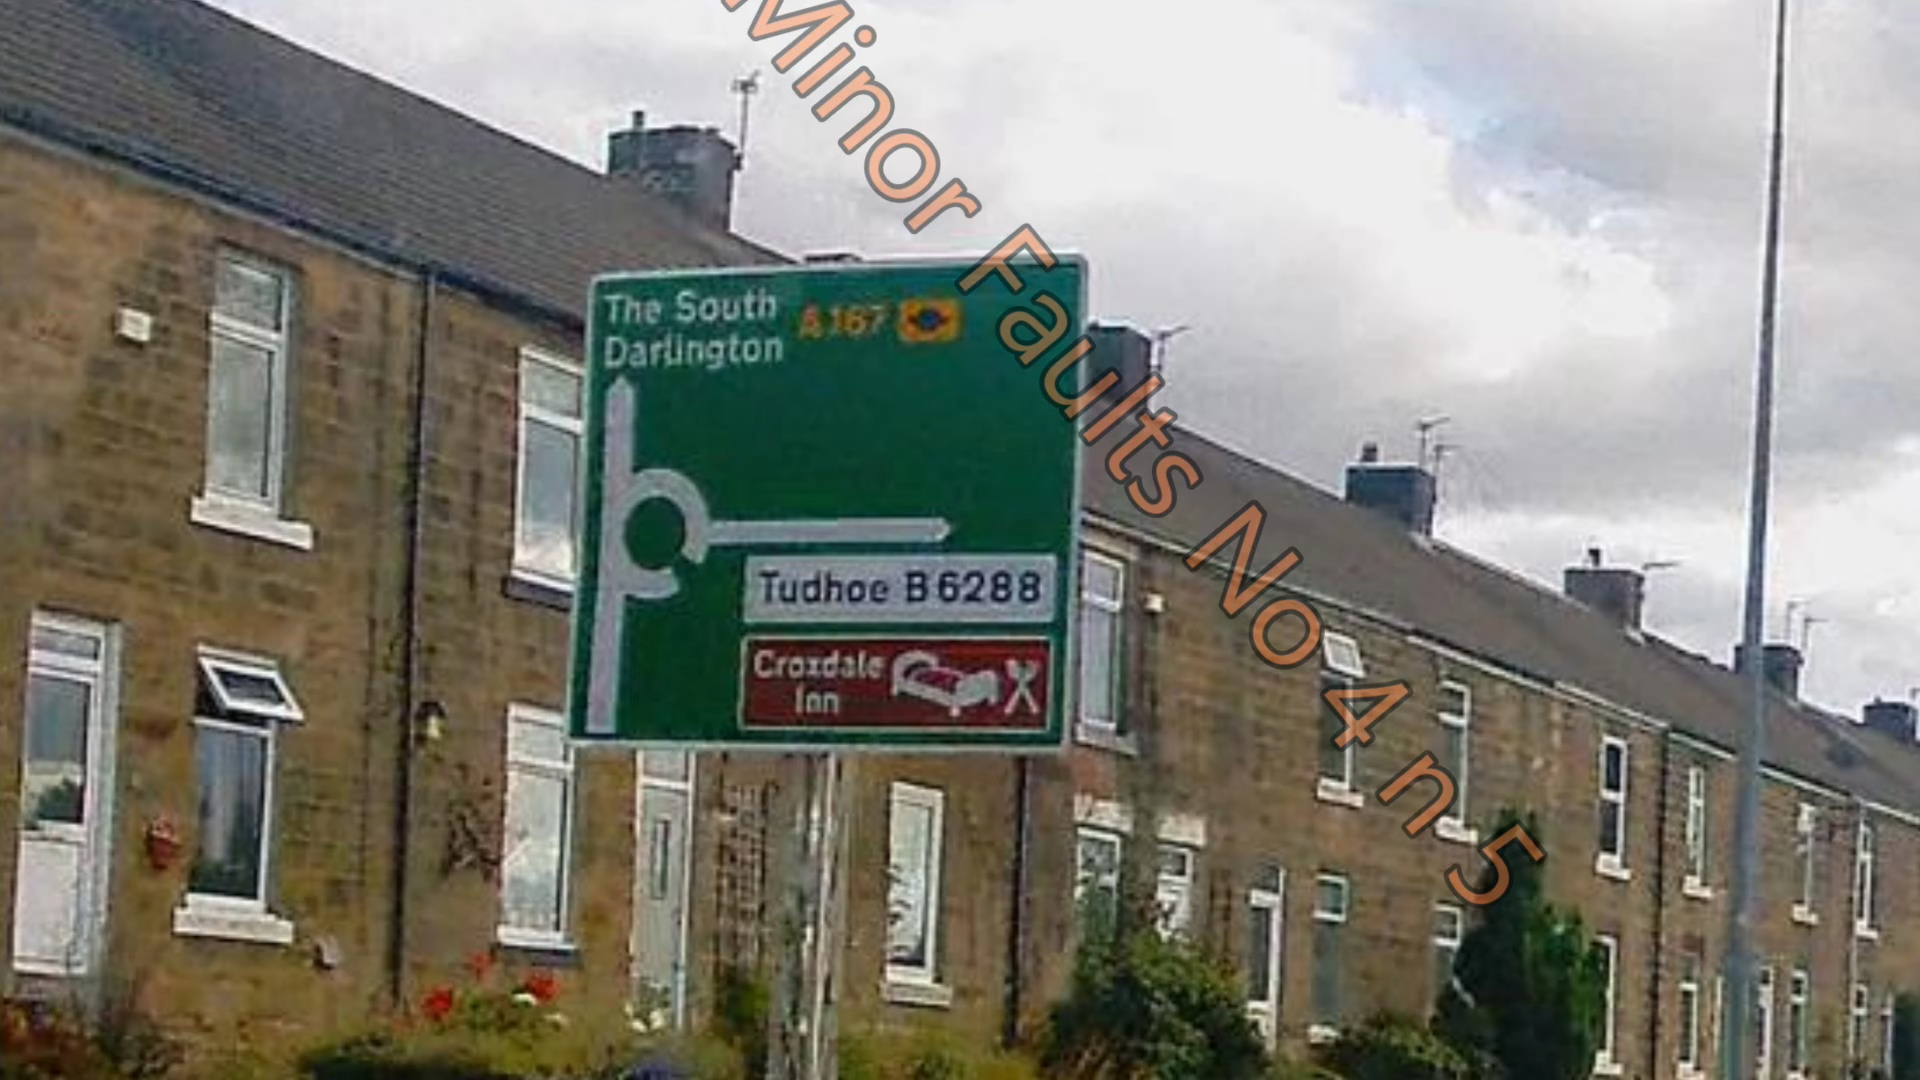 Minor Faults No 4 n 5
The South
Darlington
A167
Tudhoe B6288
Croxdale
Inn